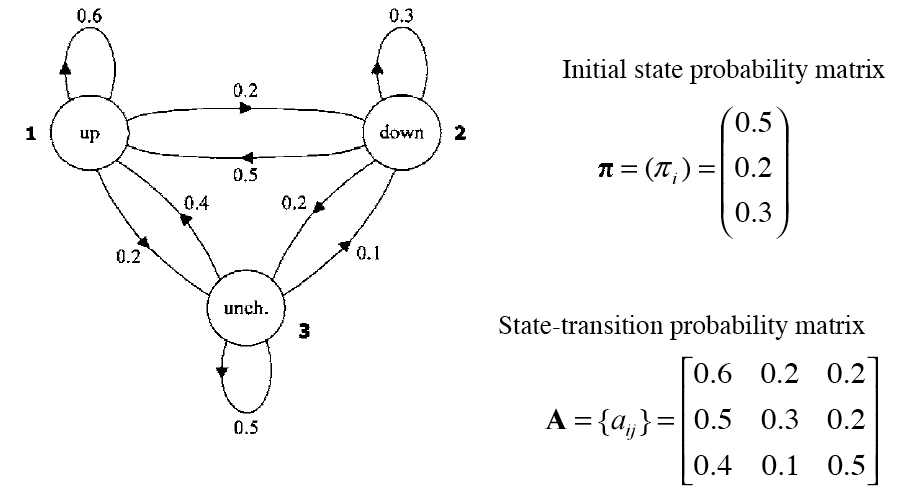 0.6
0.3
Initial state probability matrix
0.2
1 up
down 2
0.5
π = (π_i) = (0.5
0.2
0.3)
0.4
0.2
0.2
0.1
unch.
3
0.5
State-transition probability matrix
A = {a_ij} = [0.6 0.2 0.2
0.5 0.3 0.2
0.4 0.1 0.5]